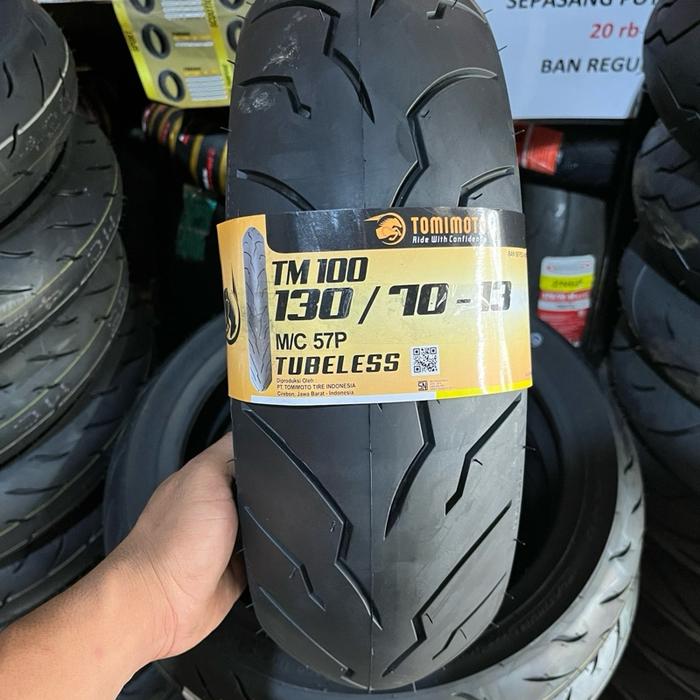 SEPASANG
20 rb
BAN REGU
TOMIMOTO
Ride With Confidence
TM 100
130 / 70 - 13
M/C 57P
TUBELESS
Diproduksi Oleh :
PT. TOMIMOTO TIRE INDONESIA
Cirebon, Jawa Barat - Indonesia
SNI